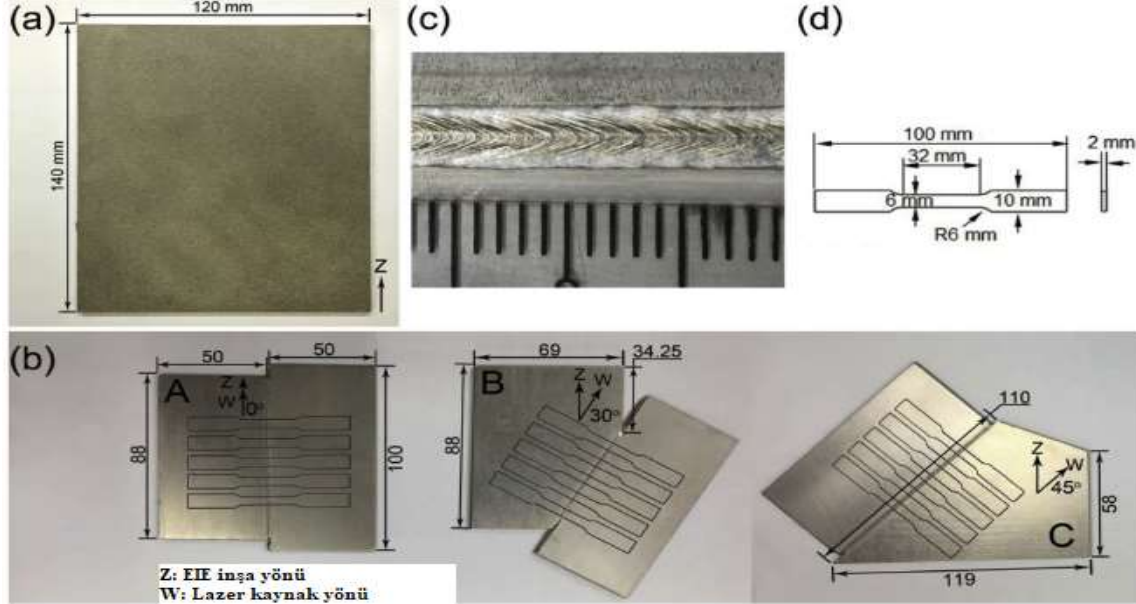 (a)
120 mm
140 mm
Z
(c)
(d)
100 mm
2 mm
32 mm
6 mm
10 mm
R6 mm
(b)
50
50
A
Z
W
0°
88
100
69
34.25
B
Z
W
30°
88
110
Z
W
45°
58
C
119
Z: EIE inşa yönü
W: Lazer kaynak yönü